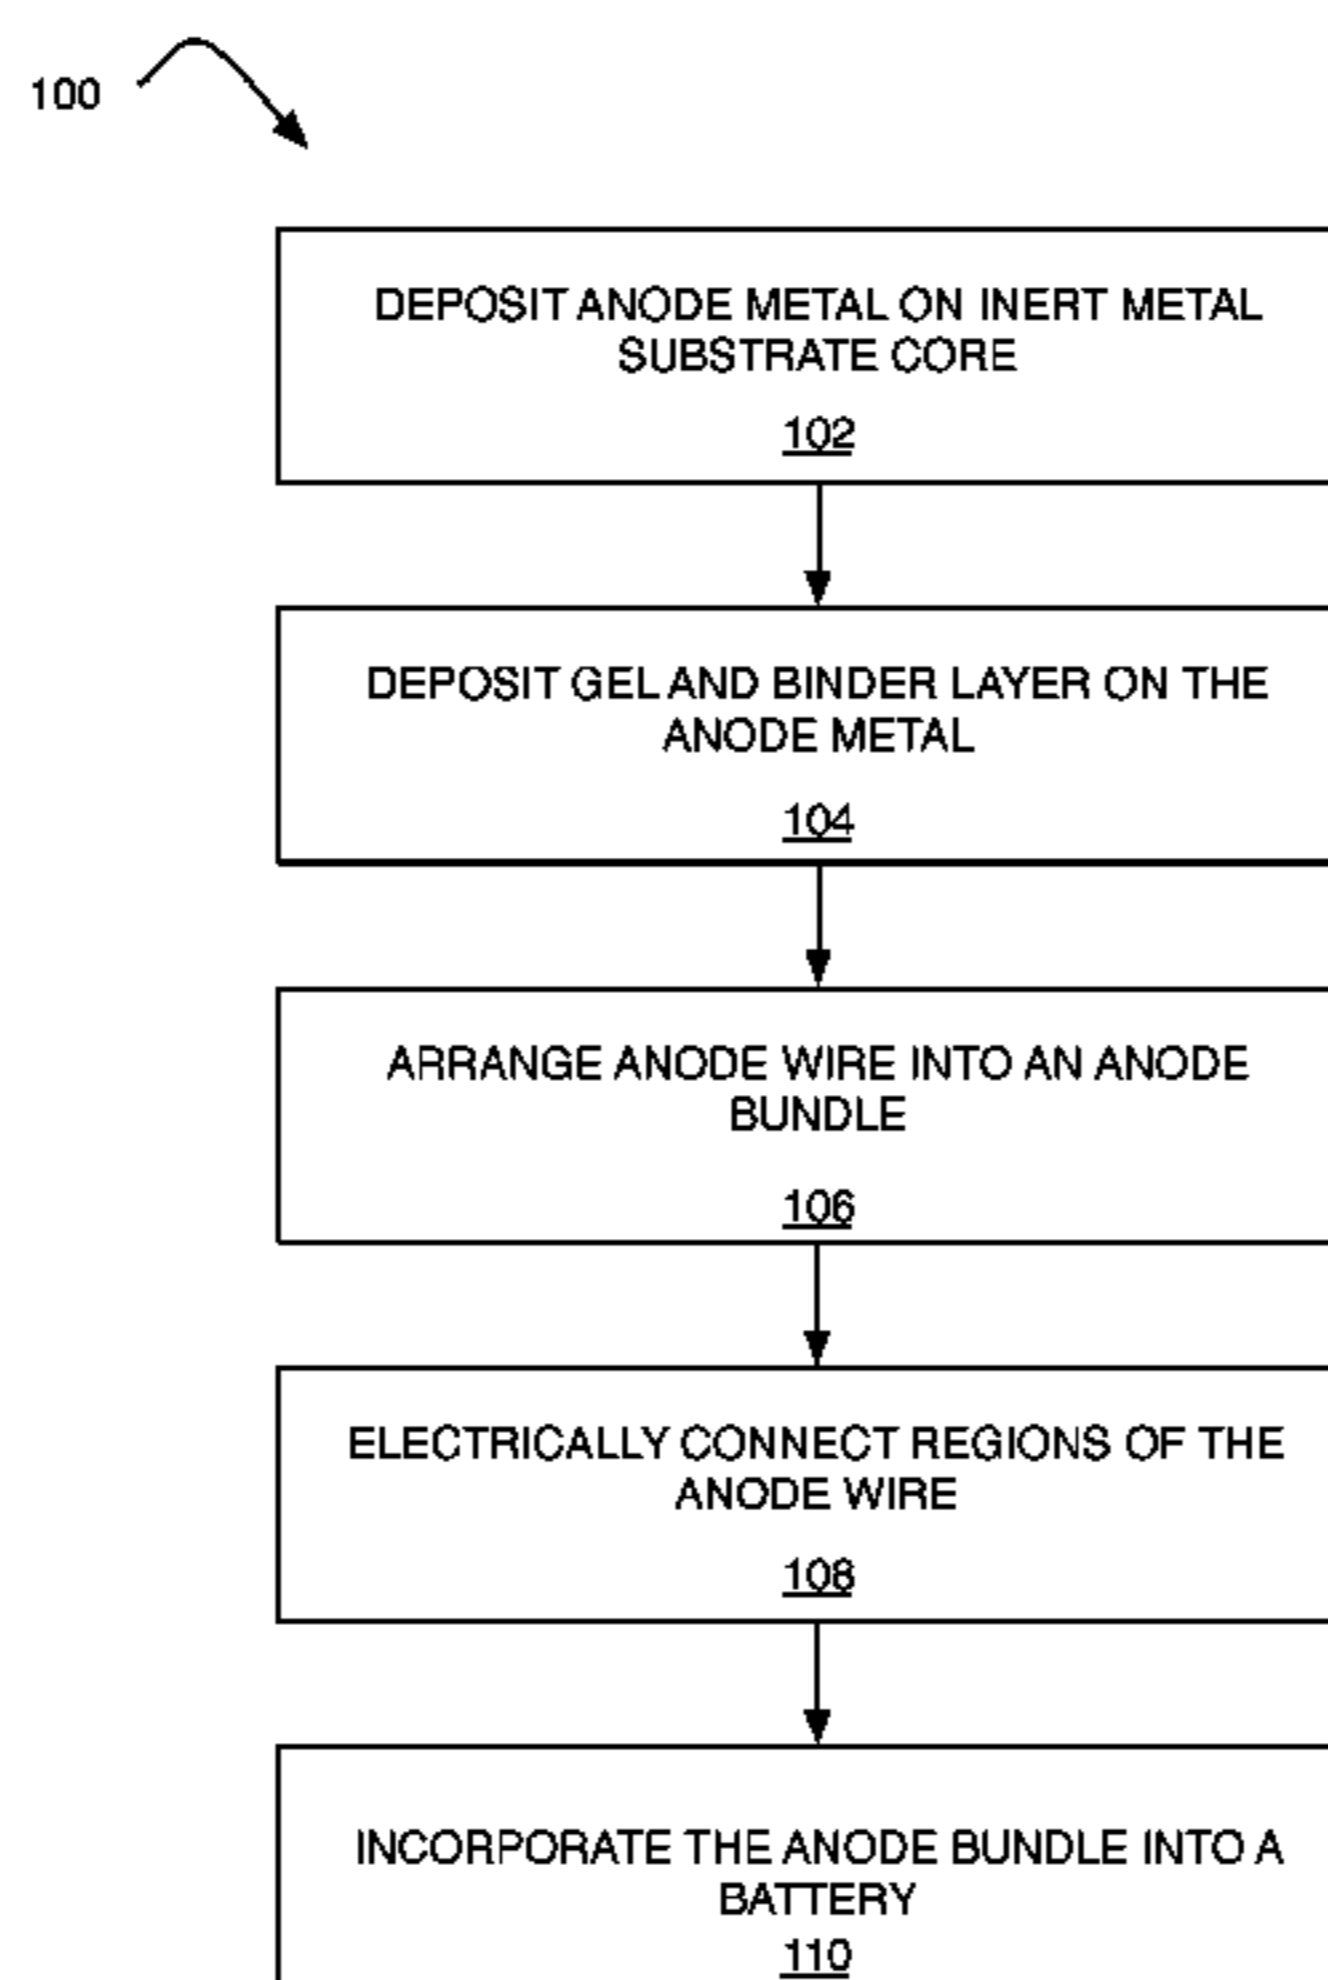 100
DEPOSIT ANODE METAL ON INERT METAL
SUBSTRATE CORE
102
DEPOSIT GEL AND BINDER LAYER ON THE
ANODE METAL
104
ARRANGE ANODE WIRE INTO AN ANODE
BUNDLE
106
ELECTRICALLY CONNECT REGIONS OF THE
ANODE WIRE
108
INCORPORATE THE ANODE BUNDLE INTO A
BATTERY
110